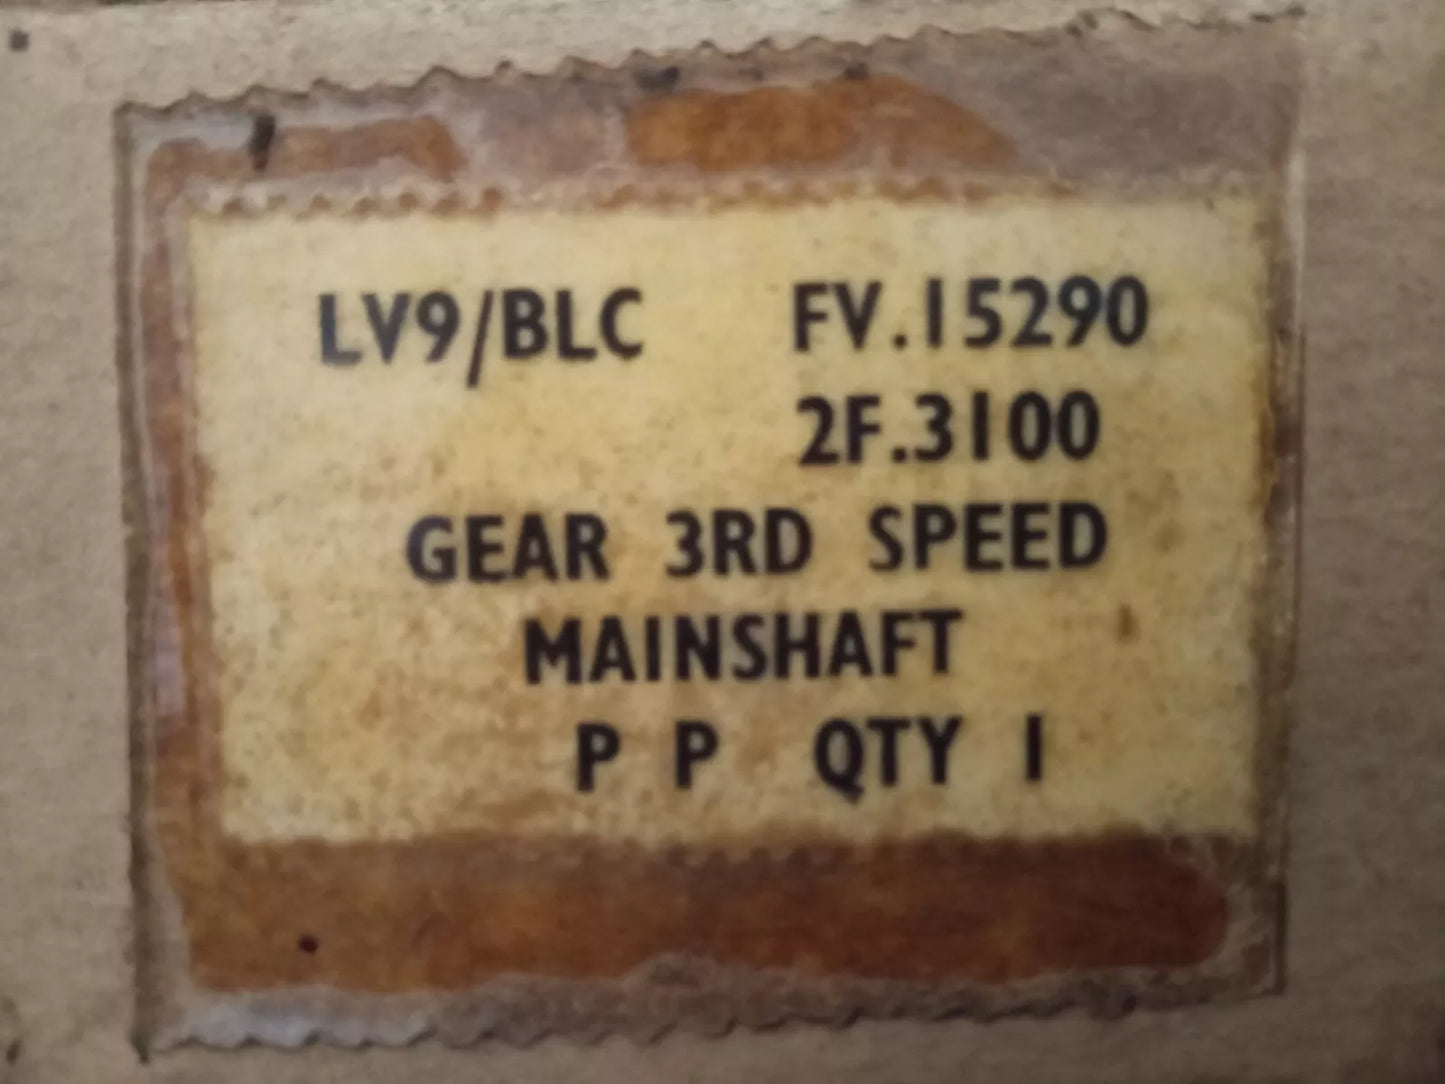 LV9/BLC FV.15290
2F.3100
GEAR 3RD SPEED
MAINSHAFT
P P QTY 1